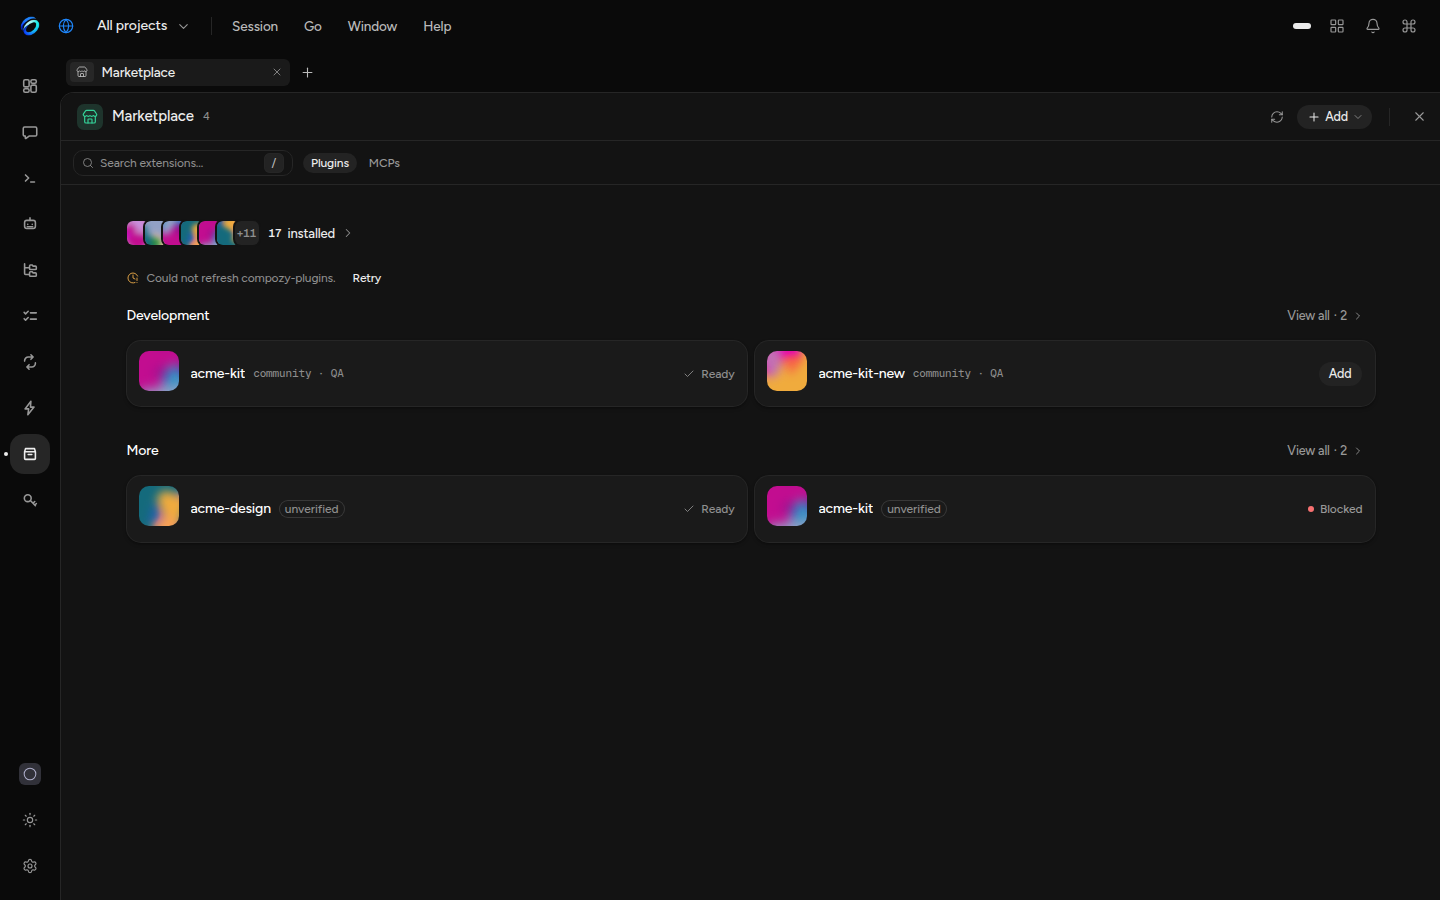 All projects
Session
Go
Window
Help
Marketplace
Marketplace 4
Add
Search extensions...
/
Plugins
MCPs
+11
17 installed
Could not refresh compozy-plugins.
Retry
Development
View all · 2
acme-kit community · QA
Ready
acme-kit-new community · QA
Add
More
View all · 2
acme-design unverified
Ready
acme-kit unverified
Blocked